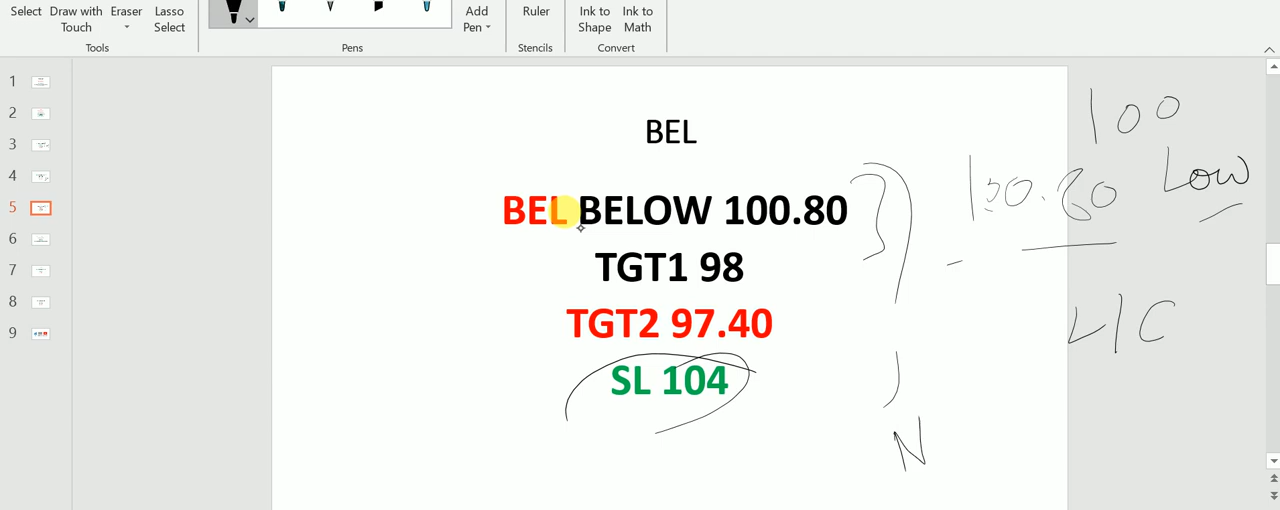 Select Draw with Touch Eraser Lasso Select Add Pen Ruler Ink to Shape Ink to Math
Tools Pens Stencils Convert
1
2
3
4
5
6
7
8
9
BEL
BEL BELOW 100.80
TGT1 98
TGT2 97.40
SL 104
100
100.80 Low
N